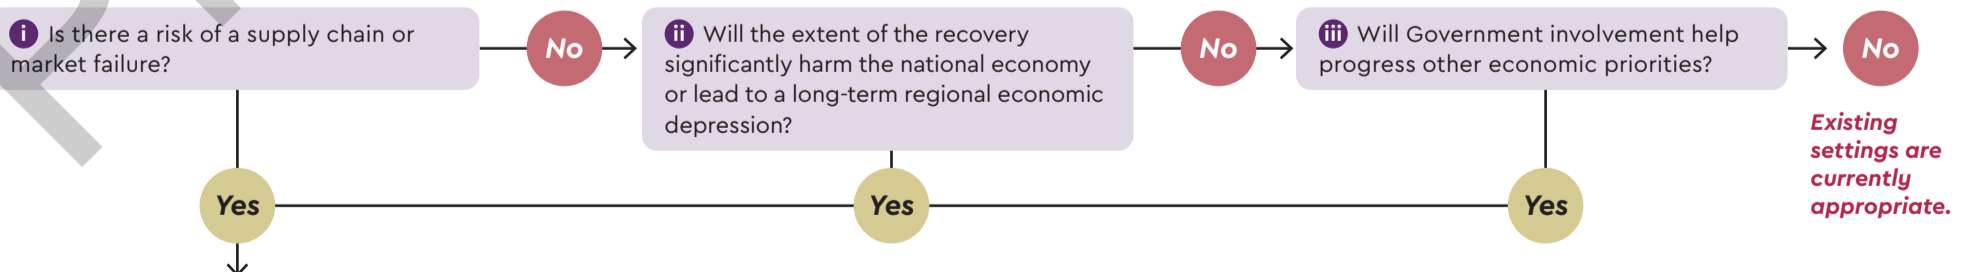 i Is there a risk of a supply chain or
market failure?
No
ii Will the extent of the recovery
significantly harm the national economy
or lead to a long-term regional economic
depression?
No
iii Will Government involvement help
progress other economic priorities?
No
Existing
settings are
currently
appropriate.
Yes
Yes
Yes